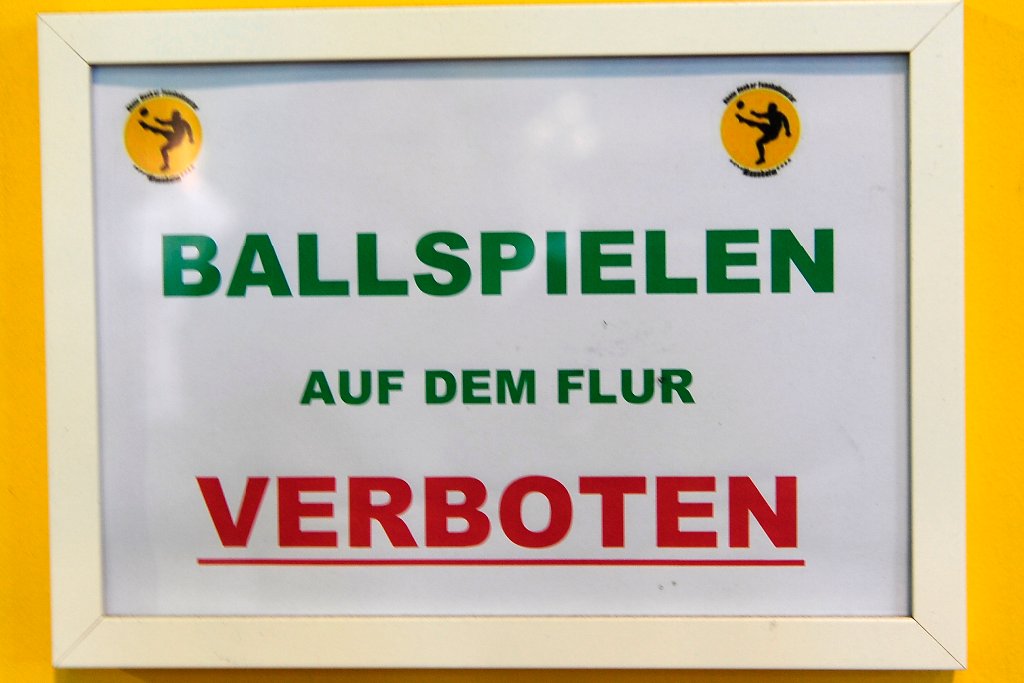 BALLSPIELEN
AUF DEM FLUR
VERBOTEN